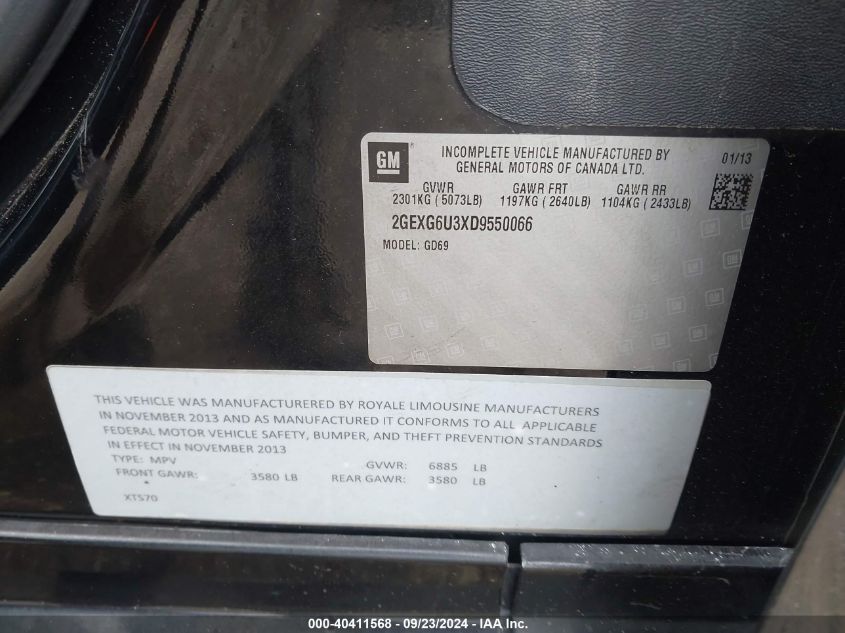 GM
INCOMPLETE VEHICLE MANUFACTURED BY 01/13
GENERAL MOTORS OF CANADA LTD.
GVWR GAWR FRT GAWR RR
2301KG ( 5073LB) 1197KG ( 2640LB) 1104KG ( 2433LB)
2GEXG6U3XD9550066
MODEL: GD69
THIS VEHICLE WAS MANUFACTURERED BY ROYALE LIMOUSINE MANUFACTURERS
IN NOVEMBER 2013 AND AS MANUFACTURED IT CONFORMS TO ALL APPLICABLE
FEDERAL MOTOR VEHICLE SAFETY, BUMPER, AND THEFT PREVENTION STANDARDS
IN EFFECT IN NOVEMBER 2013
TYPE: MPV GVWR: 6885 LB
FRONT GAWR: 3580 LB REAR GAWR: 3580 LB
XTS70
000-40411568 - 09/23/2024 - IAA Inc.